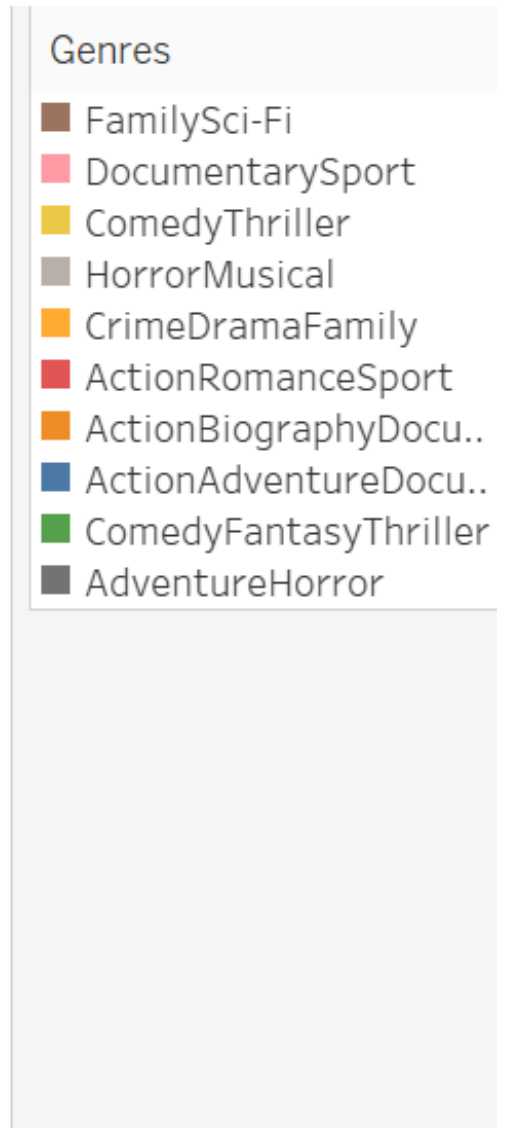 Genres
FamilySci-Fi
DocumentarySport
ComedyThriller
HorrorMusical
CrimeDramaFamily
ActionRomanceSport
ActionBiographyDocu..
ActionAdventureDocu..
ComedyFantasyThriller
AdventureHorror